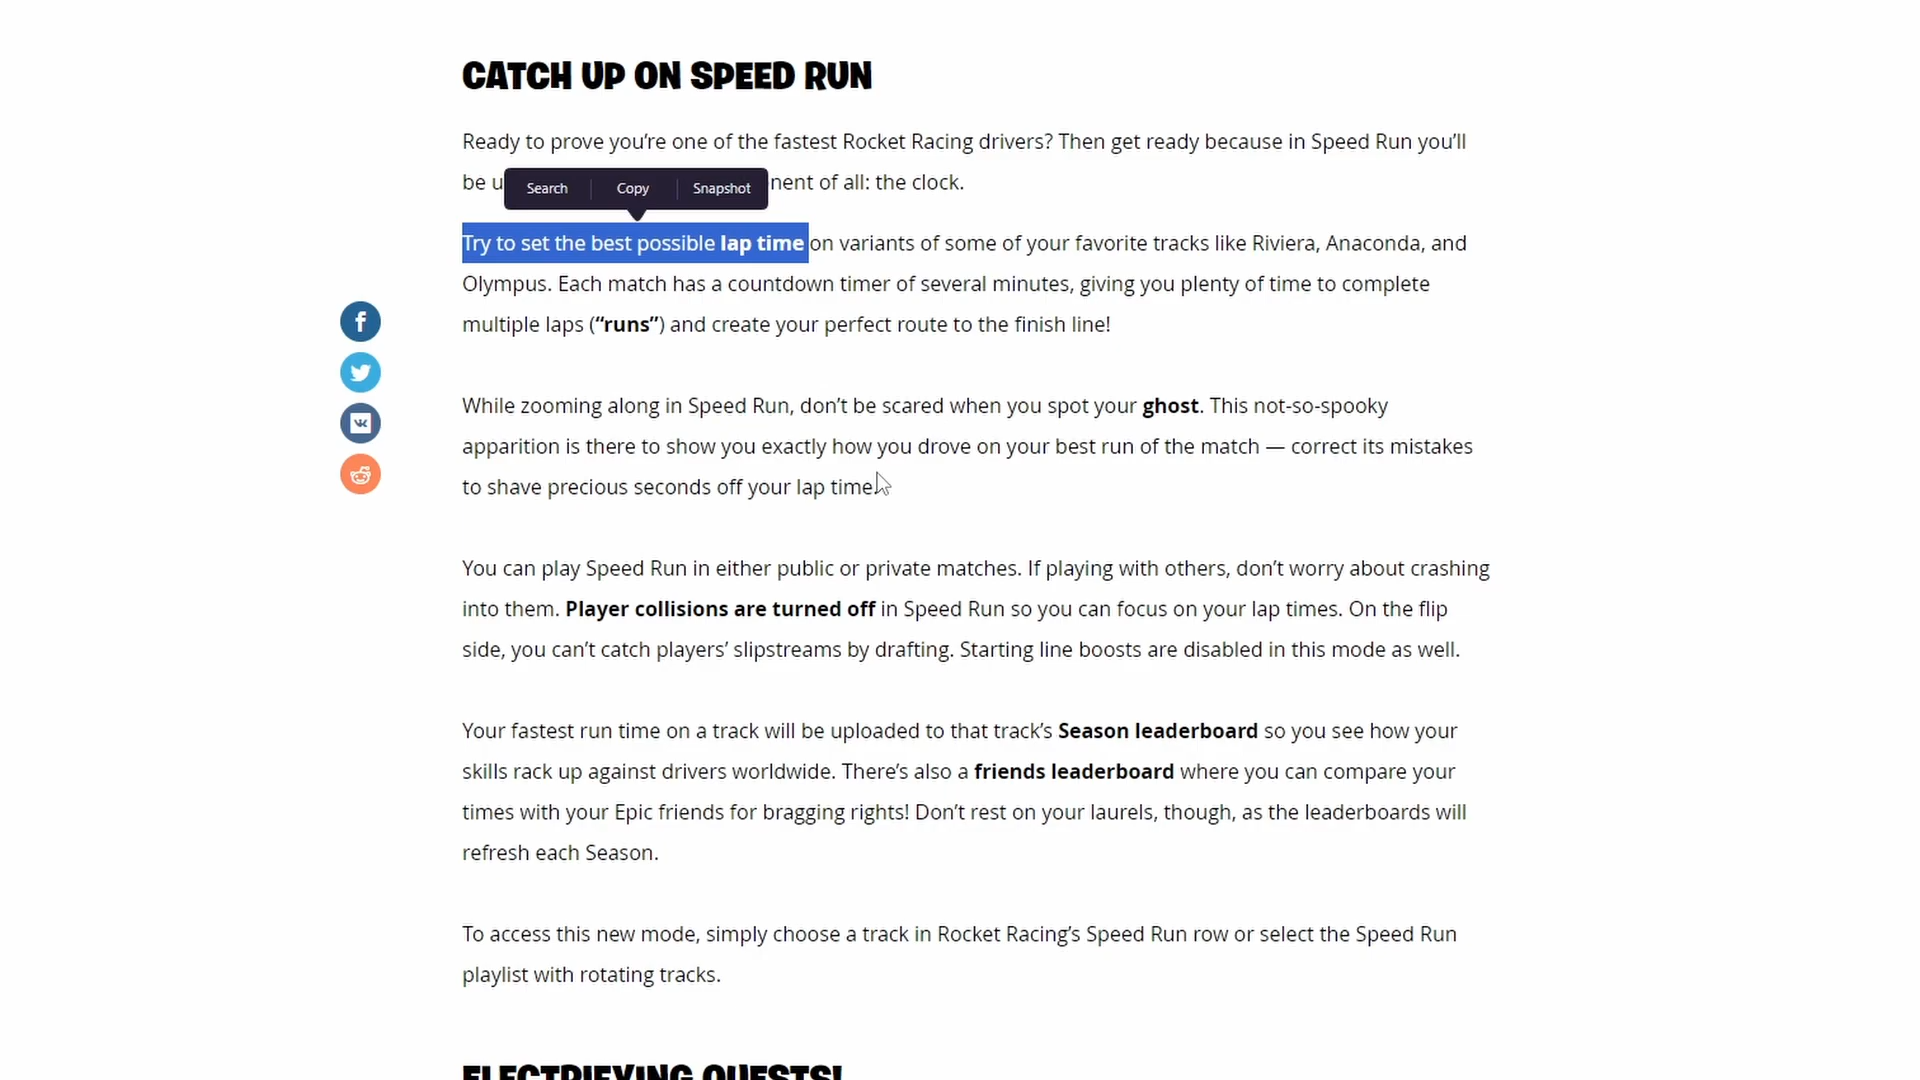 CATCH UP ON SPEED RUN
Ready to prove you’re one of the fastest Rocket Racing drivers? Then get ready because in Speed Run you’ll
be u
Search Copy Snapshot
nent of all: the clock.
Try to set the best possible lap time on variants of some of your favorite tracks like Riviera, Anaconda, and
Olympus. Each match has a countdown timer of several minutes, giving you plenty of time to complete
multiple laps (“runs”) and create your perfect route to the finish line!
While zooming along in Speed Run, don’t be scared when you spot your ghost. This not-so-spooky
apparition is there to show you exactly how you drove on your best run of the match — correct its mistakes
to shave precious seconds off your lap time.
You can play Speed Run in either public or private matches. If playing with others, don’t worry about crashing
into them. Player collisions are turned off in Speed Run so you can focus on your lap times. On the flip
side, you can’t catch players’ slipstreams by drafting. Starting line boosts are disabled in this mode as well.
Your fastest run time on a track will be uploaded to that track’s Season leaderboard so you see how your
skills rack up against drivers worldwide. There’s also a friends leaderboard where you can compare your
times with your Epic friends for bragging rights! Don’t rest on your laurels, though, as the leaderboards will
refresh each Season.
To access this new mode, simply choose a track in Rocket Racing’s Speed Run row or select the Speed Run
playlist with rotating tracks.
ELECTRIFYING QUESTS!